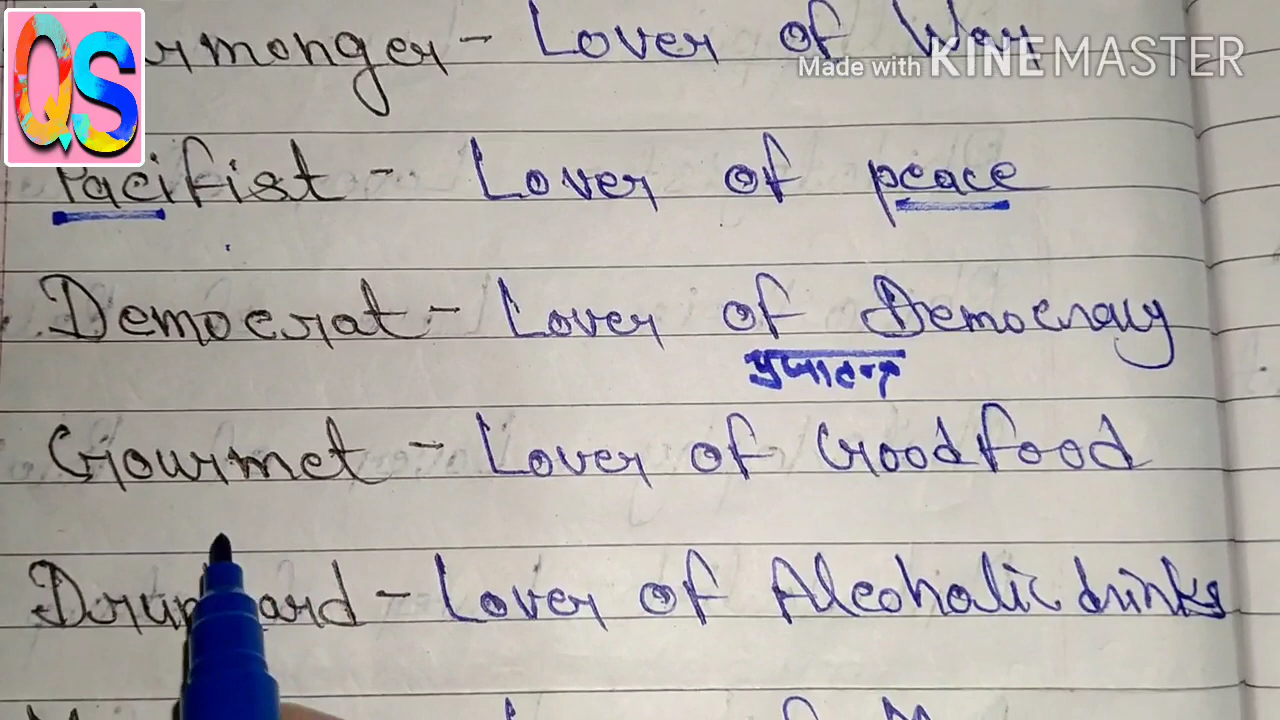 QS
rmonger - Lover of War
Made with KINEMASTER
Pacifist - Lover of peace
Democrat - Lover of Democracy
प्रजातन्त्र
Gourmet - Lover of Good food
Lover of Alcoholic drinks